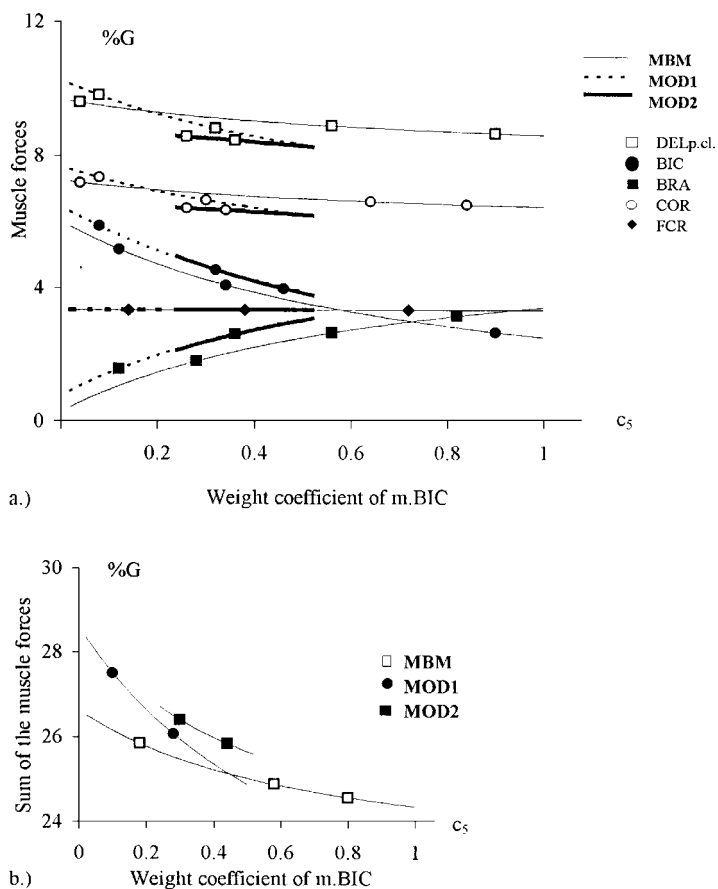 %G
12
8
4
0
Muscle forces
MBM
MOD1
MOD2
DELp.cl.
BIC
BRA
COR
FCR
0.2 0.4 0.6 0.8 1
c5
Weight coefficient of m.BIC
a.)
%G
30
28
26
24
Sum of the muscle forces
MBM
MOD1
MOD2
0 0.2 0.4 0.6 0.8 1
c5
Weight coefficient of m.BIC
b.)